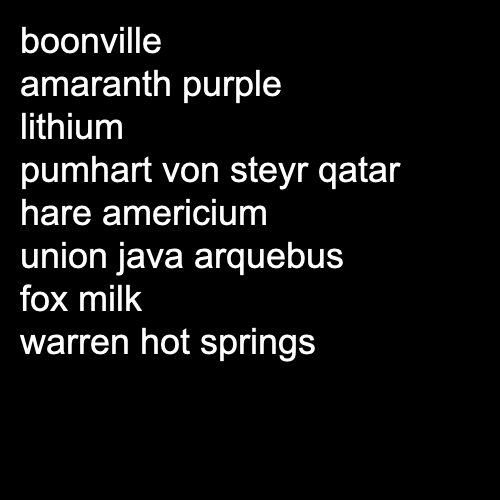 boonville
amaranth purple
lithium
pumhart von steyr qatar
hare americium
union java arquebus
fox milk
warren hot springs